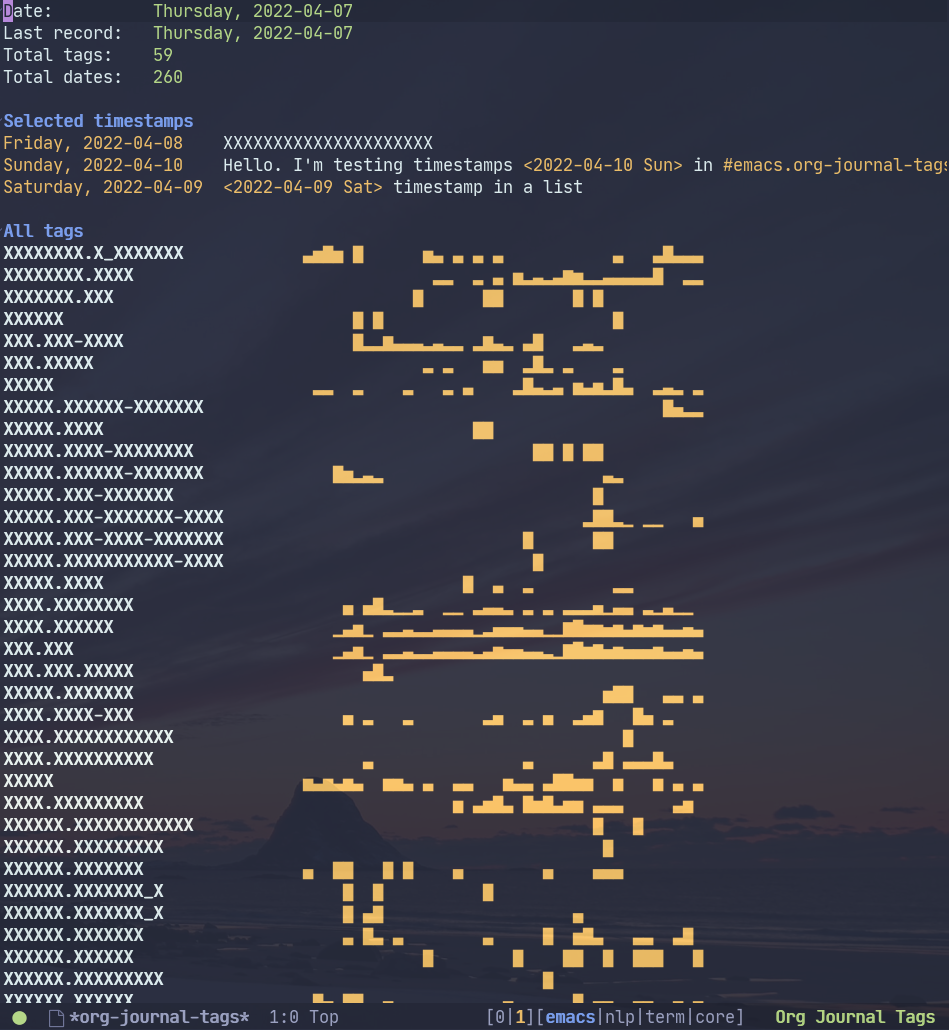 Date: Thursday, 2022-04-07
Last record: Thursday, 2022-04-07
Total tags: 59
Total dates: 260
Selected timestamps
Friday, 2022-04-08 XXXXXXXXXXXXXXXXXXXXX
Sunday, 2022-04-10 Hello. I'm testing timestamps <2022-04-10 Sun> in #emacs.org-journal-tags
Saturday, 2022-04-09 <2022-04-09 Sat> timestamp in a list
All tags
XXXXXXXX.X_XXXXXXX
XXXXXXXX.XXXX
XXXXXXX.XXX
XXXXXX
XXX.XXX-XXXX
XXX.XXXXX
XXXXX
XXXXX.XXXXXX-XXXXXXX
XXXXX.XXXX
XXXXX.XXXX-XXXXXXXX
XXXXX.XXXXXX-XXXXXXX
XXXXX.XXX-XXXXXXX
XXXXX.XXX-XXXXXXX-XXXX
XXXXX.XXX-XXXX-XXXXXXX
XXXXX.XXXXXXXXXXX-XXXX
XXXXX.XXXX
XXXX.XXXXXXXX
XXXX.XXXXXX
XXX.XXX
XXX.XXX.XXXXX
XXXXX.XXXXXXX
XXXX.XXXX-XXX
XXXX.XXXXXXXXXXXX
XXXX.XXXXXXXXXX
XXXXX
XXXX.XXXXXXXXX
XXXXXX.XXXXXXXXXXXX
XXXXXX.XXXXXXXXX
XXXXXX.XXXXXXX
XXXXXX.XXXXXXX_X
XXXXXX.XXXXXXX_X
XXXXXX.XXXXXXX
XXXXXX.XXXXXX
XXXXXX.XXXXXXXXX
XXXXXX.XXXXXX
*org-journal-tags* 1:0 Top [0|1][emacs|nlp|term|core] Org Journal Tags